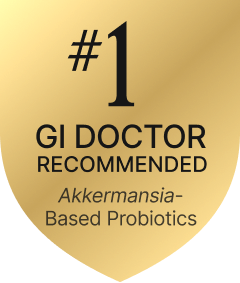 #1
GI DOCTOR
RECOMMENDED
Akkermansia-
Based Probiotics